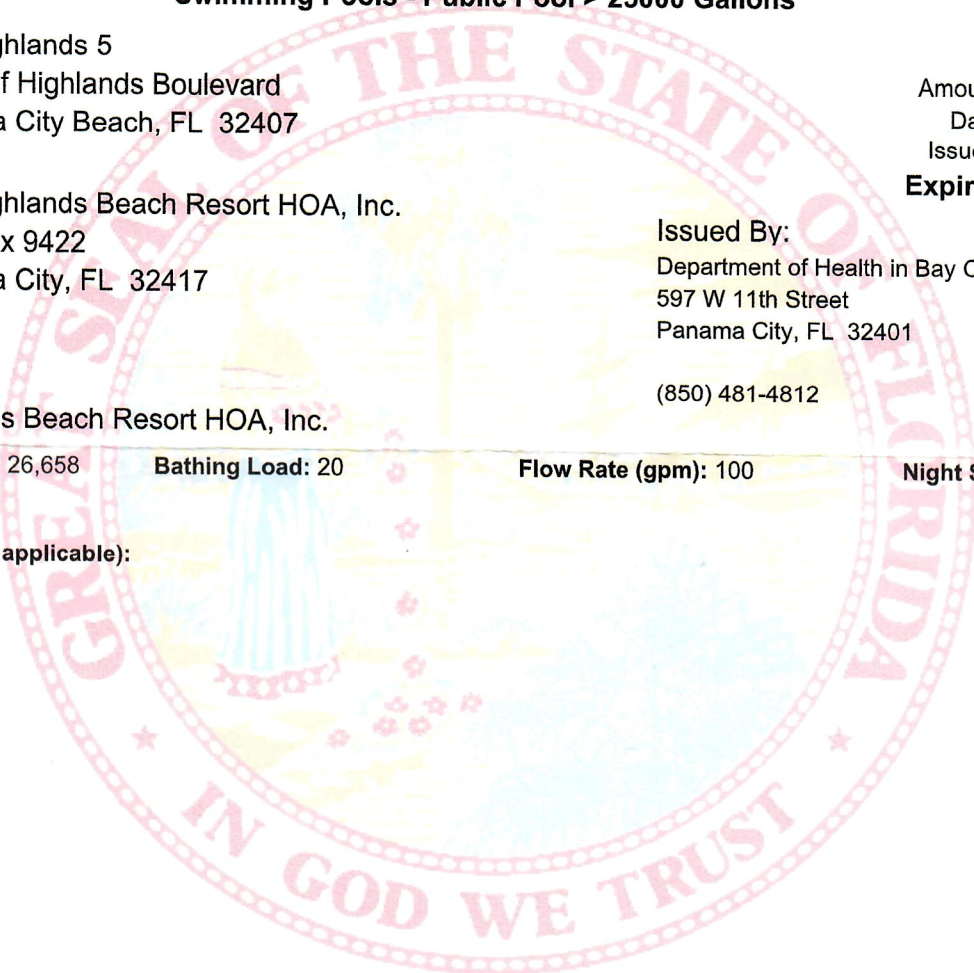 Swimming Pools - Public Pool > 25000 Gallons
ghlands 5
f Highlands Boulevard
a City Beach, FL 32407
Amou
Da
Issue
Expir
ghlands Beach Resort HOA, Inc.
x 9422
a City, FL 32417
Issued By:
Department of Health in Bay C
597 W 11th Street
Panama City, FL 32401
(850) 481-4812
s Beach Resort HOA, Inc.
26,658 Bathing Load: 20 Flow Rate (gpm): 100 Night S
applicable):
GREAT SEAL OF THE STATE OF FLORIDA
IN GOD WE TRUST